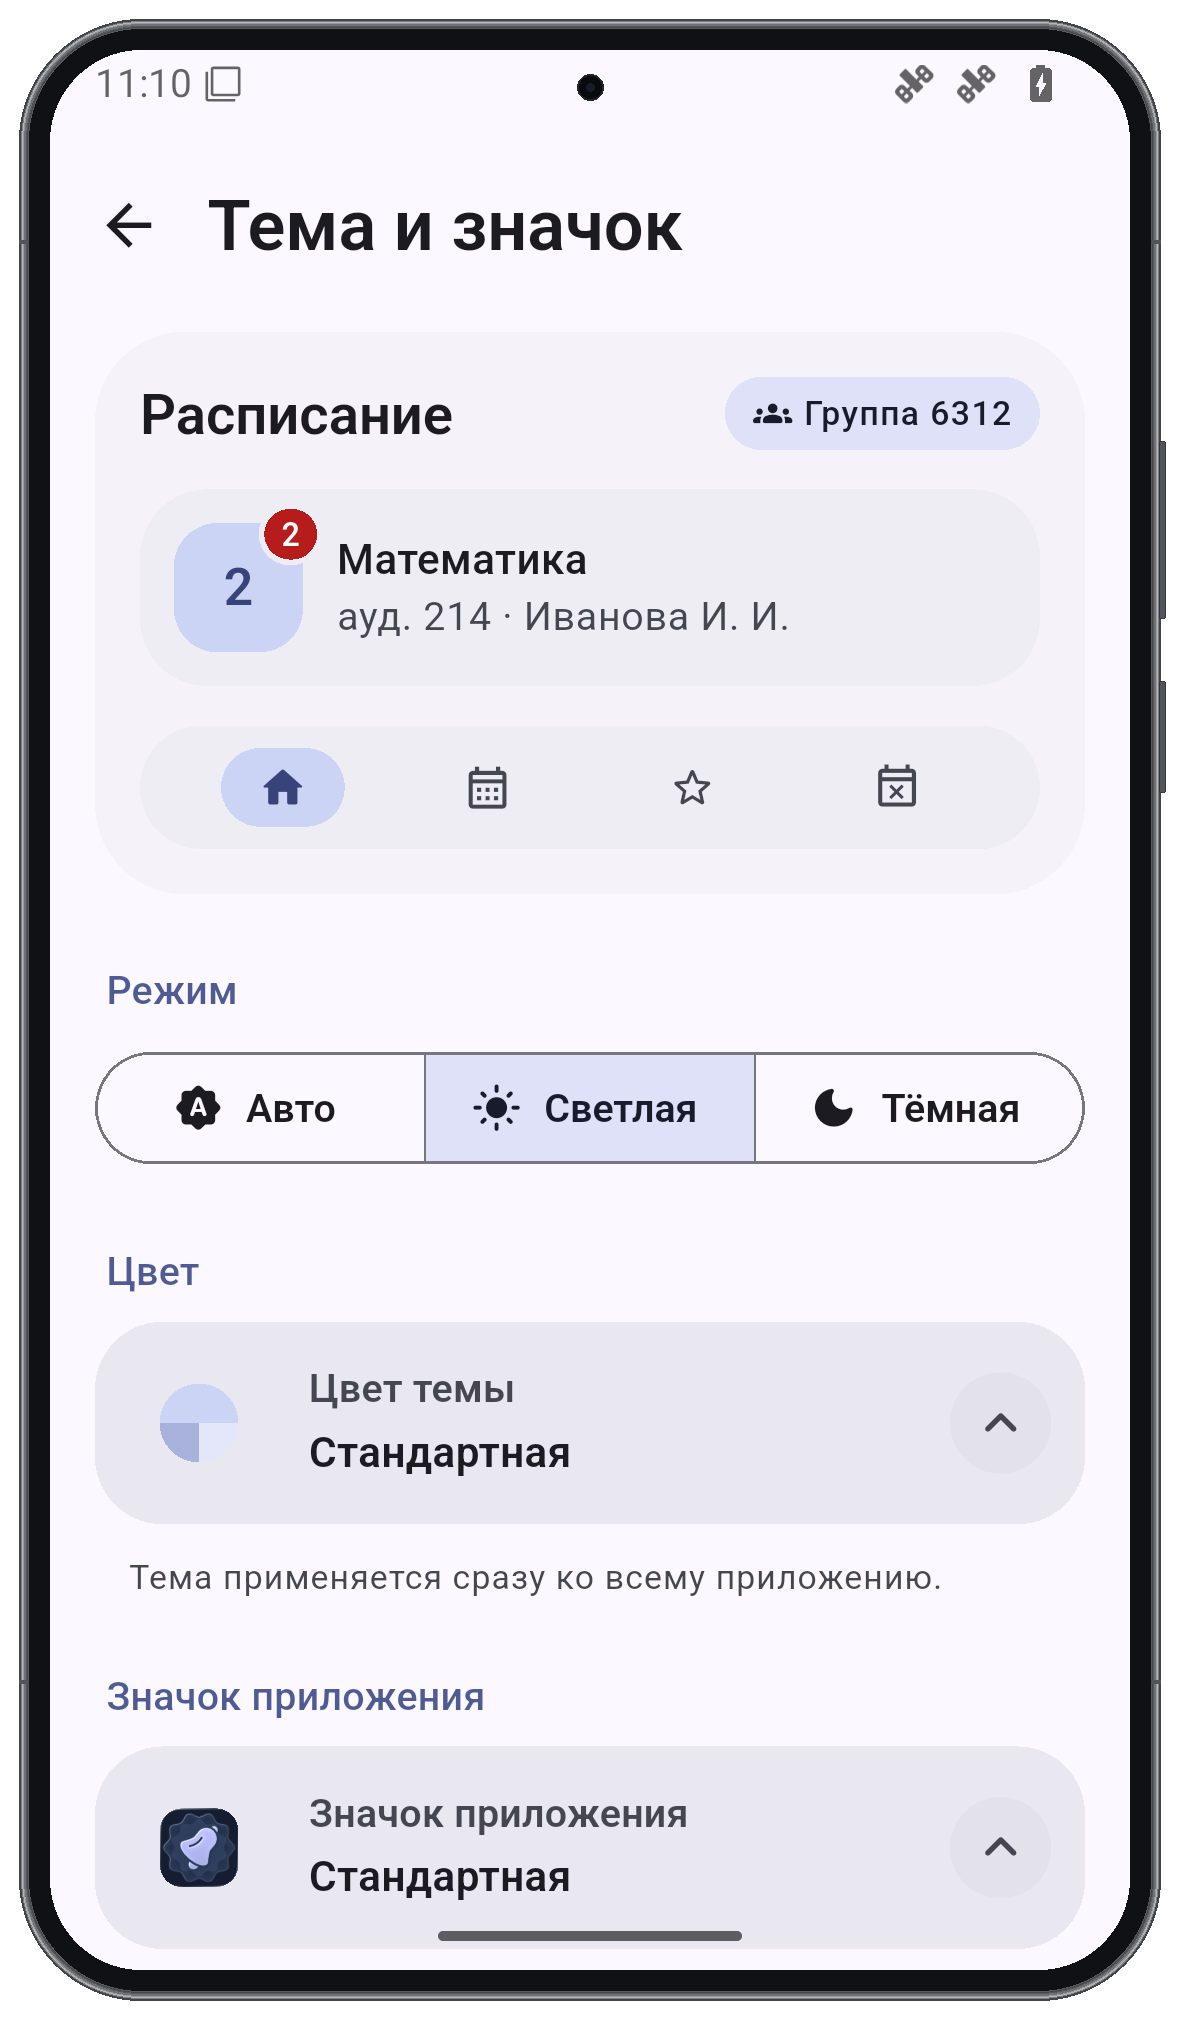 11:10
Тема и значок
Расписание
Группа 6312
2
2
Математика
ауд. 214 · Иванова И. И.
Режим
A Авто
Светлая
Тёмная
Цвет
Цвет темы
Стандартная
Тема применяется сразу ко всему приложению.
Значок приложения
Значок приложения
Стандартная